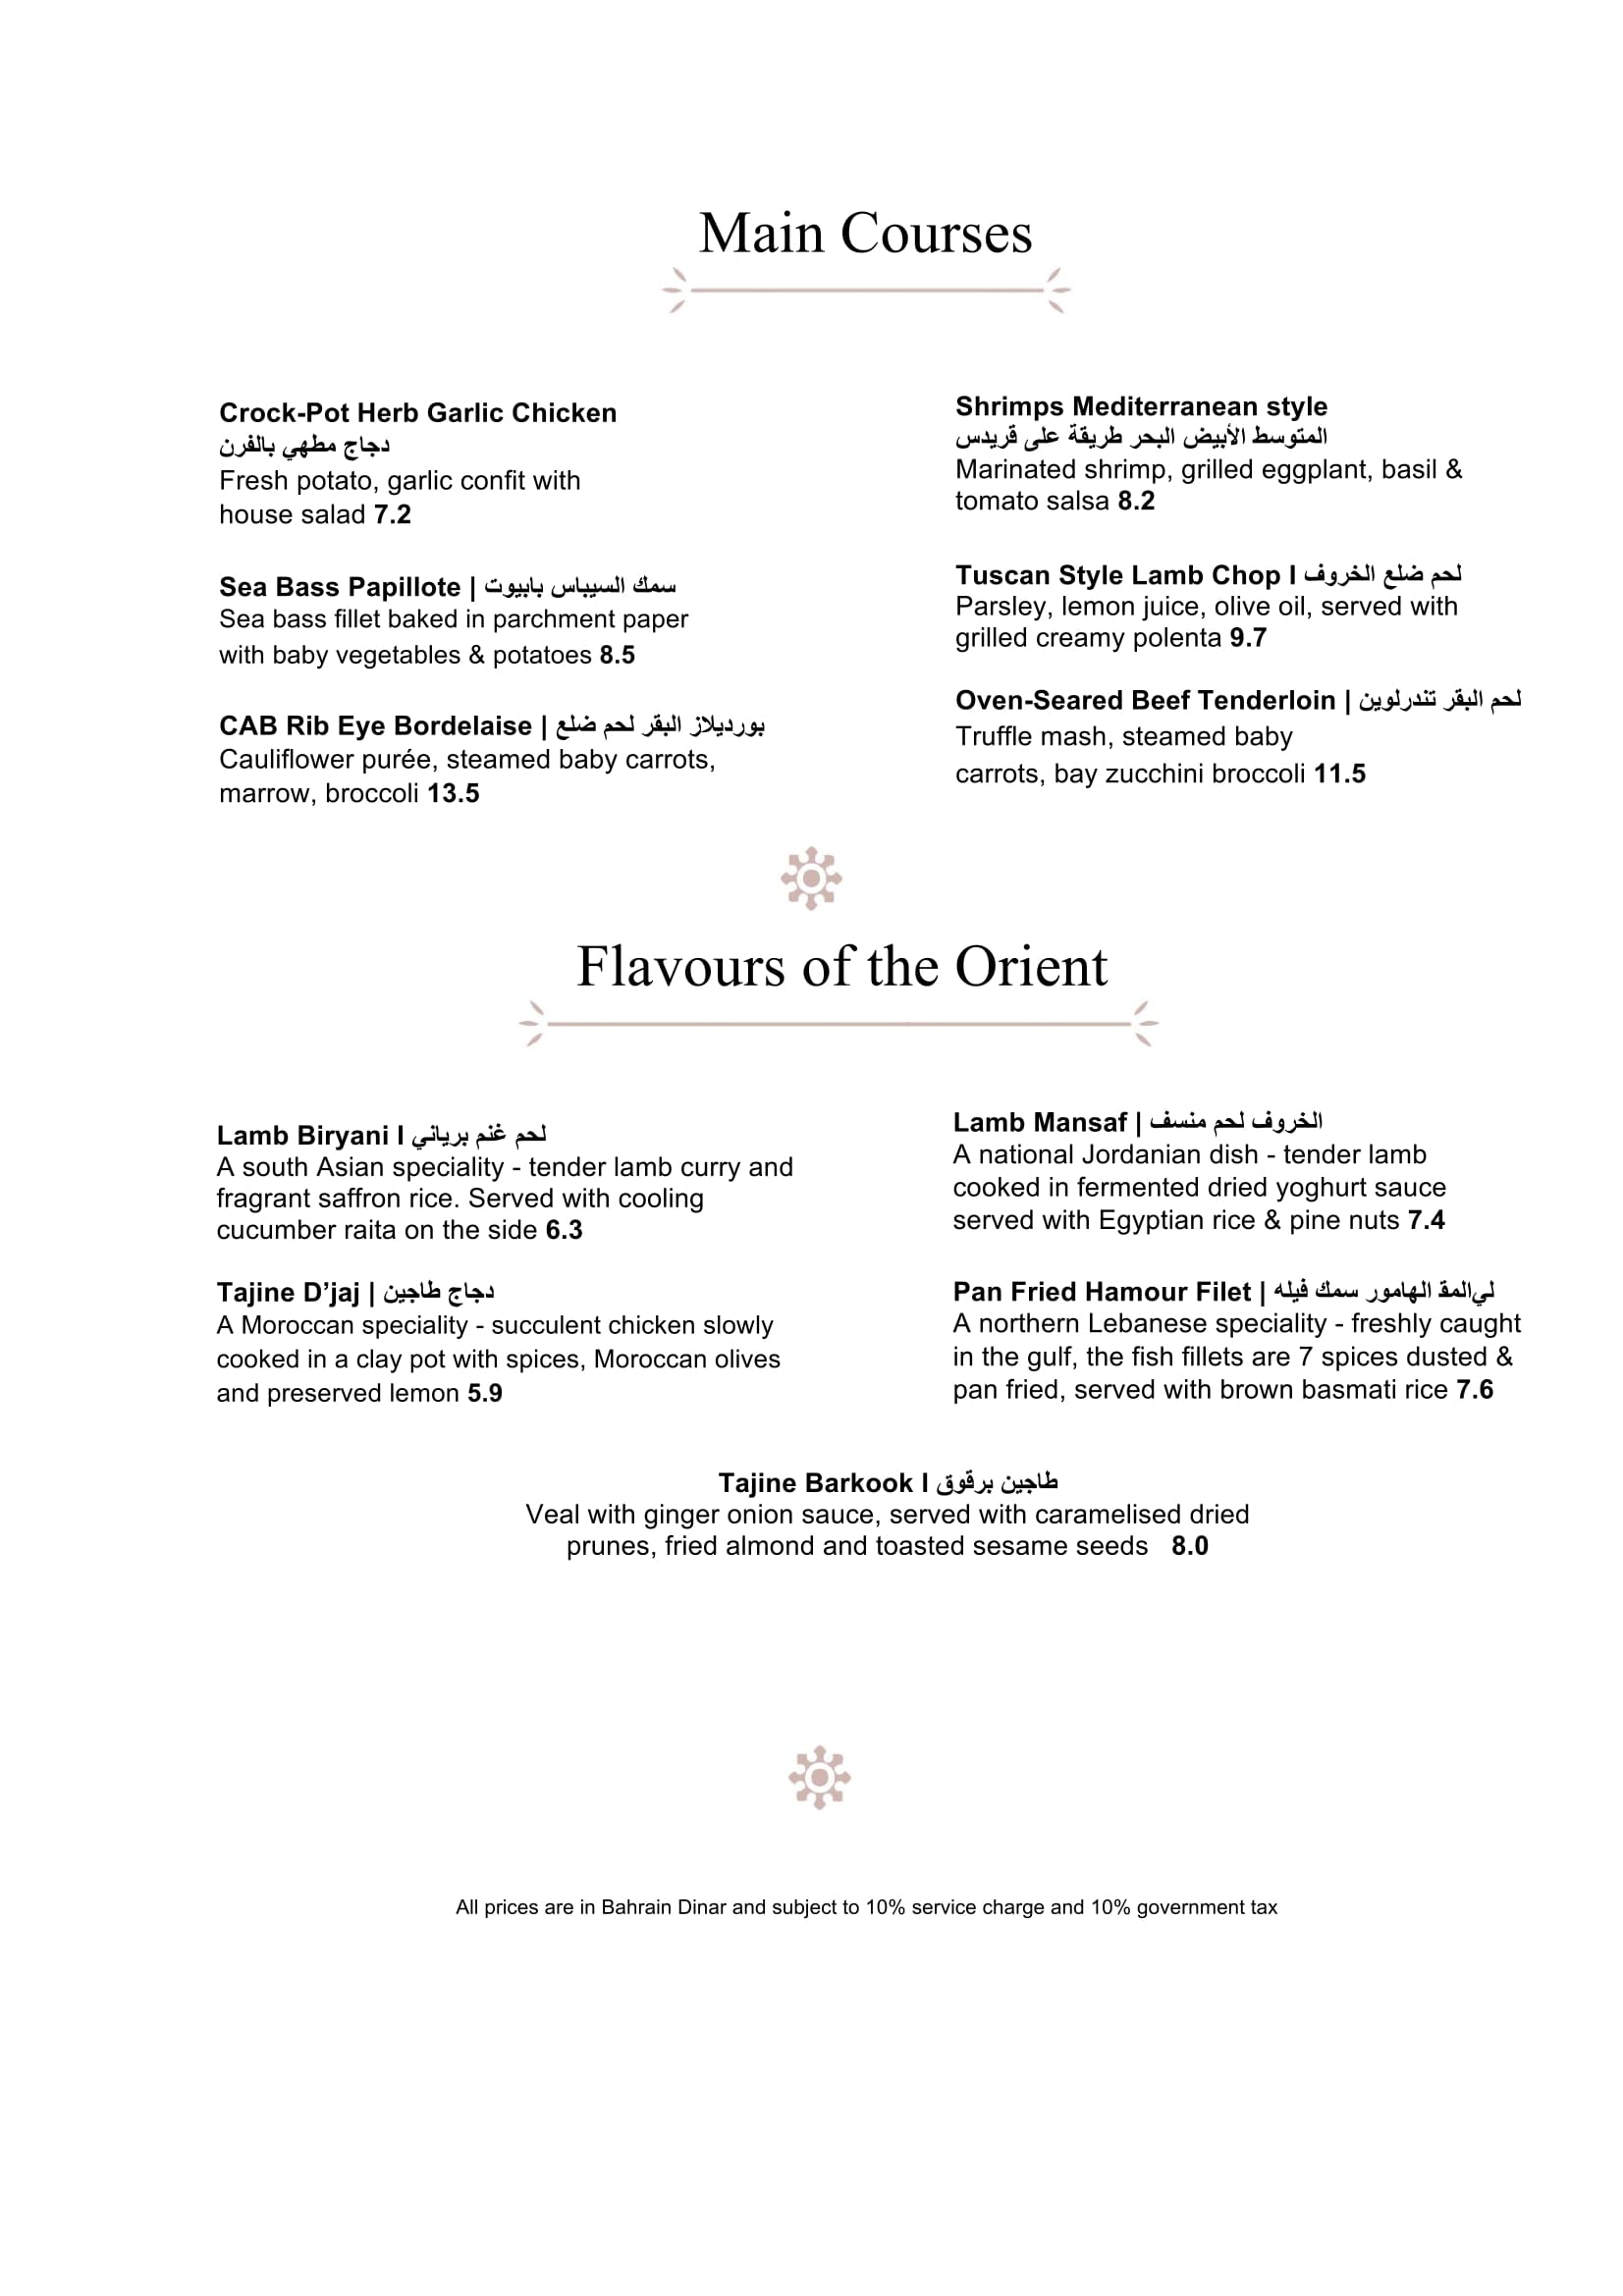 Main Courses
Crock-Pot Herb Garlic Chicken
دجاج مطهي بالفرن
Fresh potato, garlic confit with
house salad 7.2
Sea Bass Papillote | سمك السيباس بابيوت
Sea bass fillet baked in parchment paper
with baby vegetables & potatoes 8.5
CAB Rib Eye Bordelaise | بورديلاز البقر لحم ضلع
Cauliflower purée, steamed baby carrots,
marrow, broccoli 13.5
Shrimps Mediterranean style
المتوسط الأبيض البحر طريقة على قريدس
Marinated shrimp, grilled eggplant, basil &
tomato salsa 8.2
Tuscan Style Lamb Chop I لحم ضلع الخروف
Parsley, lemon juice, olive oil, served with
grilled creamy polenta 9.7
Oven-Seared Beef Tenderloin | لحم البقر تندرلوين
Truffle mash, steamed baby
carrots, bay zucchini broccoli 11.5
Flavours of the Orient
Lamb Biryani I لحم غنم برياني
A south Asian speciality - tender lamb curry and
fragrant saffron rice. Served with cooling
cucumber raita on the side 6.3
Tajine D’jaj | دجاج طاجين
A Moroccan speciality - succulent chicken slowly
cooked in a clay pot with spices, Moroccan olives
and preserved lemon 5.9
Lamb Mansaf | الخروف لحم منسف
A national Jordanian dish - tender lamb
cooked in fermented dried yoghurt sauce
served with Egyptian rice & pine nuts 7.4
Pan Fried Hamour Filet | لي‌المقـ الهامور سمك فيله
A northern Lebanese speciality - freshly caught
in the gulf, the fish fillets are 7 spices dusted &
pan fried, served with brown basmati rice 7.6
Tajine Barkook I طاجين برقوق
Veal with ginger onion sauce, served with caramelised dried
prunes, fried almond and toasted sesame seeds 8.0
All prices are in Bahrain Dinar and subject to 10% service charge and 10% government tax